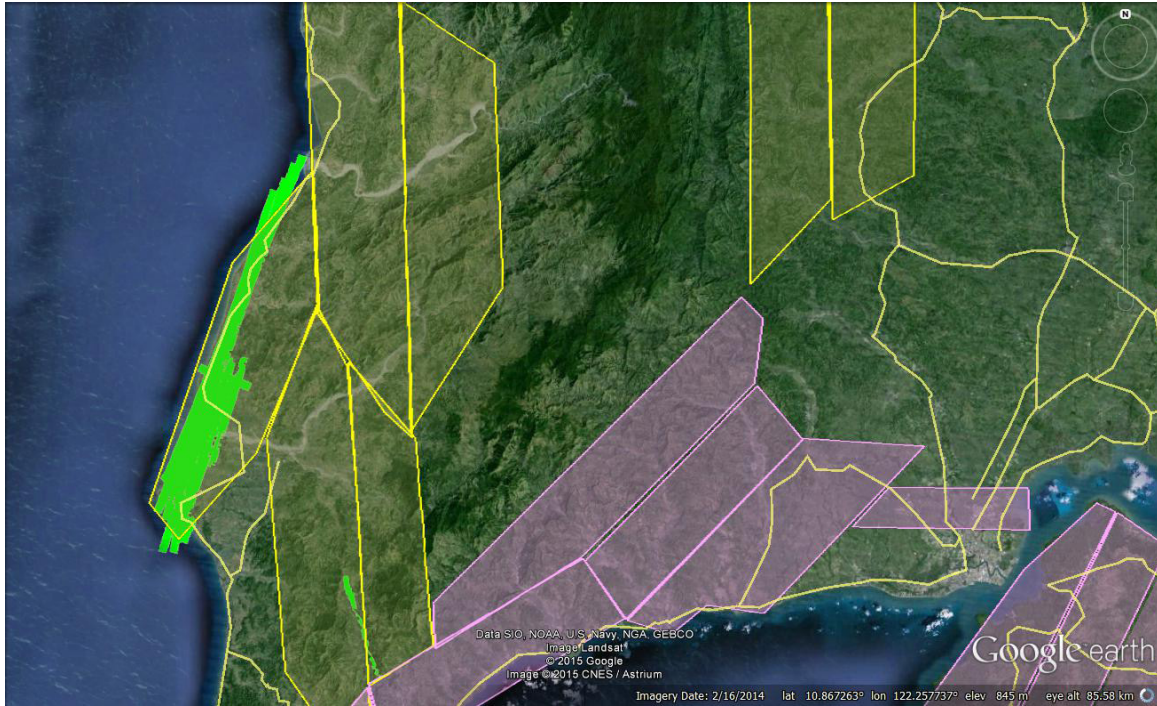 N
Data SIO, NOAA, U.S. Navy, NGA, GEBCO
Image Landsat
© 2015 Google
Image © 2015 CNES / Astrium
Google earth
Imagery Date: 2/16/2014 lat 10.867263° lon 122.257737° elev 845 m eye alt 85.58 km